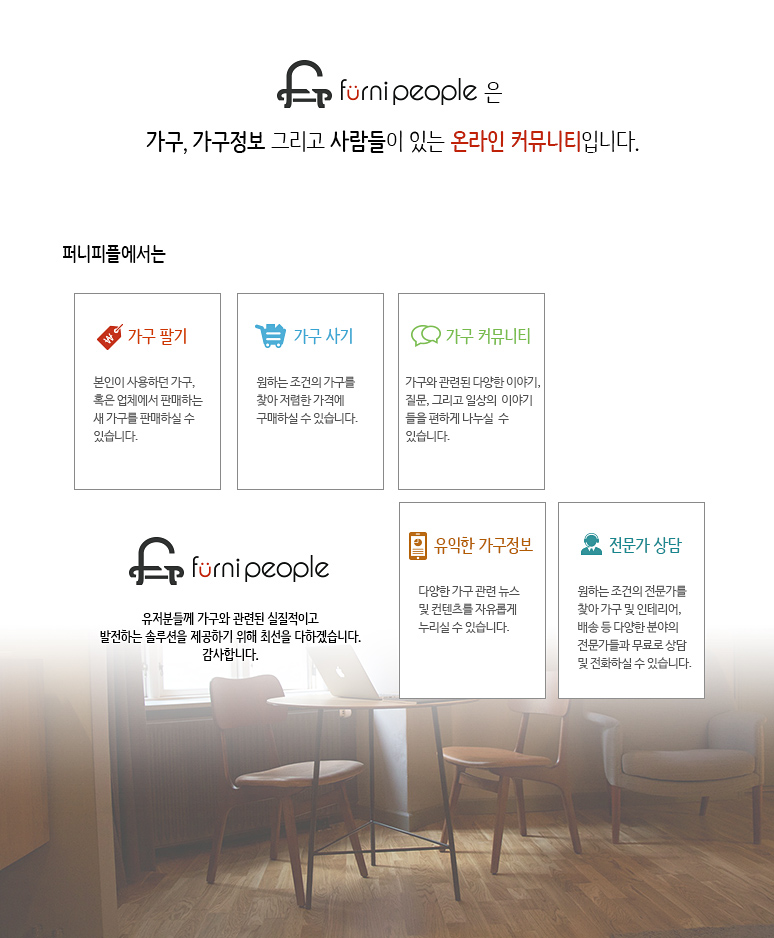 fürnipeople 은
가구, 가구정보 그리고 사람들이 있는 온라인 커뮤니티입니다.
퍼니피플에서는
가구 팔기
본인이 사용하던 가구,
혹은 업체에서 판매하는
새 가구를 판매하실 수
있습니다.
가구 사기
원하는 조건의 가구를
찾아 저렴한 가격에
구매하실 수 있습니다.
가구 커뮤니티
가구와 관련된 다양한 이야기,
질문, 그리고 일상의 이야기
들을 편하게 나누실 수
있습니다.
유익한 가구정보
다양한 가구 관련 뉴스
및 컨텐츠를 자유롭게
누리실 수 있습니다.
전문가 상담
원하는 조건의 전문가를
찾아 가구 및 인테리어,
배송 등 다양한 분야의
전문가들과 무료로 상담
및 전화하실 수 있습니다.
fürnipeople
유저분들께 가구와 관련된 실질적이고
발전하는 솔루션을 제공하기 위해 최선을 다하겠습니다.
감사합니다.